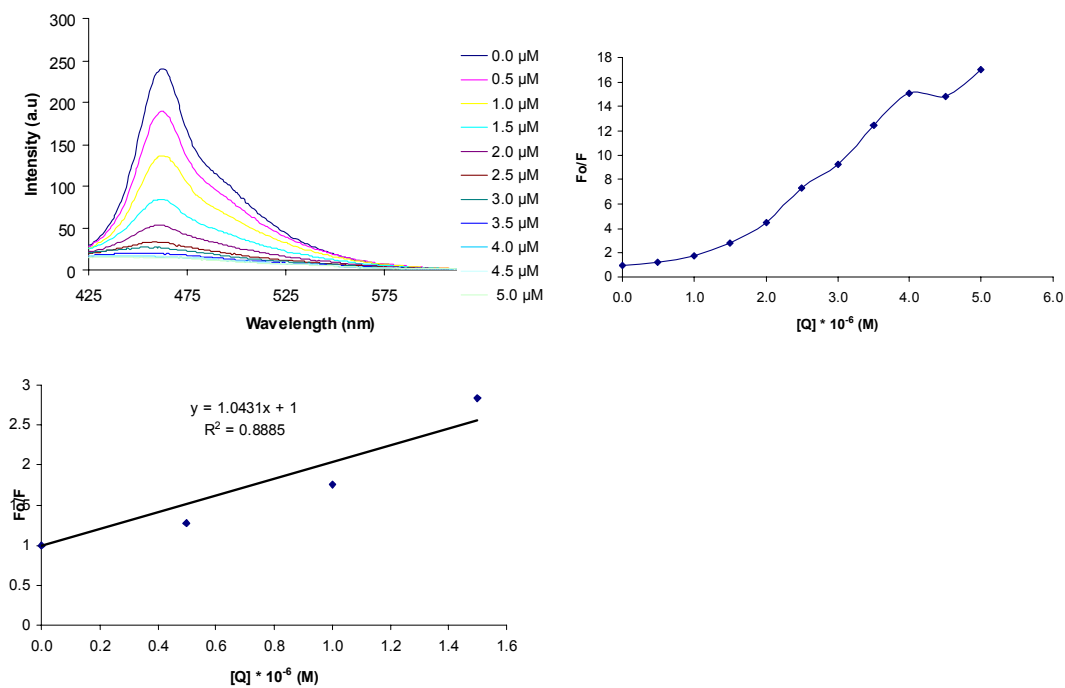 300
250
200
150
100
50
0
425
475
525
575
Intensity (a.u)
Wavelength (nm)
0.0 µM
0.5 µM
1.0 µM
1.5 µM
2.0 µM
2.5 µM
3.0 µM
3.5 µM
4.0 µM
4.5 µM
5.0 µM
18
16
14
12
10
8
6
4
2
0
0.0
1.0
2.0
3.0
4.0
5.0
6.0
Fo/F
[Q] * 10⁻⁶ (M)
3
2.5
2
1.5
1
0.5
0
0.0
0.2
0.4
0.6
0.8
1.0
1.2
1.4
1.6
Fo/F
y = 1.0431x + 1
R² = 0.8885
[Q] * 10⁻⁶ (M)